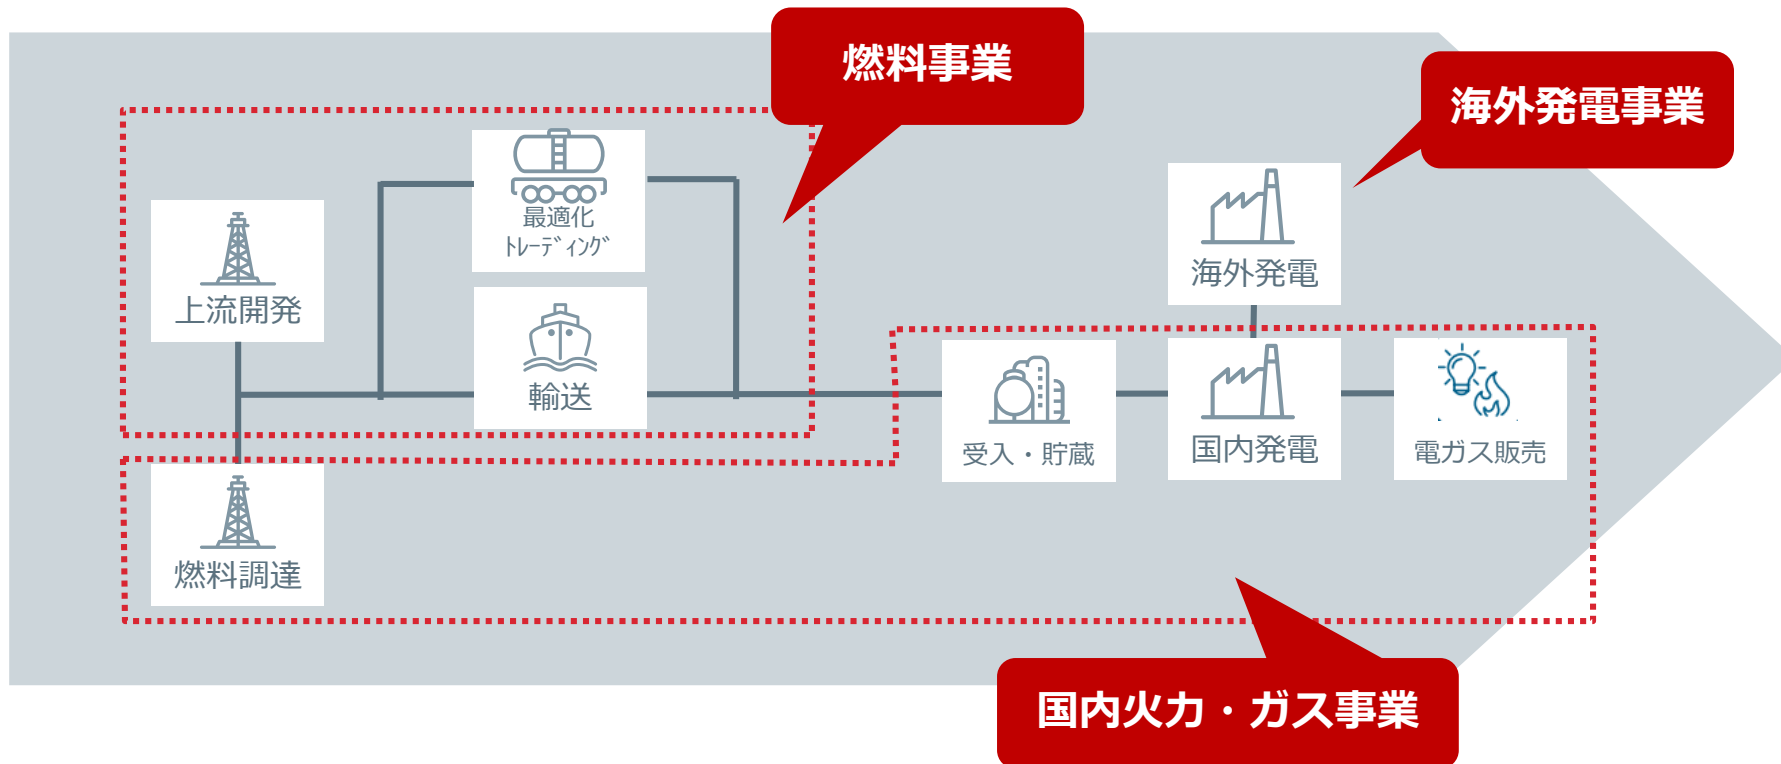 燃料事業
海外発電事業
最適化
ﾄﾚｰﾃﾞｨﾝｸﾞ
上流開発
海外発電
輸送
受入・貯蔵
国内発電
電ガス販売
燃料調達
国内火力・ガス事業